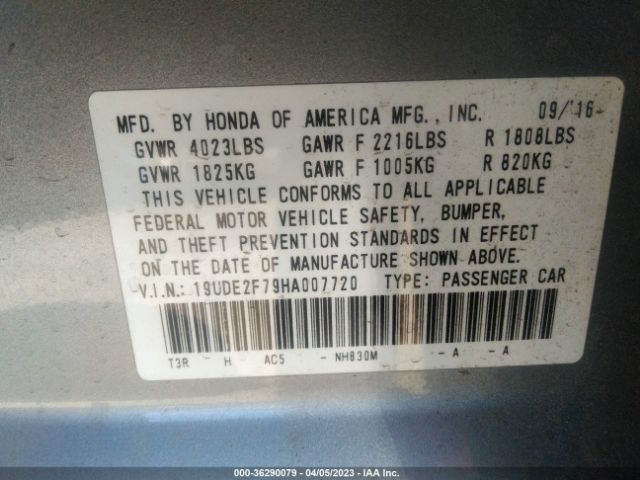 MFD. BY HONDA OF AMERICA MFG., INC. 09/'16
GVWR 4023LBS GAWR F 2216LBS R 1808LBS
GVWR 1825KG GAWR F 1005KG R 820KG
THIS VEHICLE CONFORMS TO ALL APPLICABLE
FEDERAL MOTOR VEHICLE SAFETY, BUMPER,
AND THEFT PREVENTION STANDARDS IN EFFECT
ON THE DATE OF MANUFACTURE SHOWN ABOVE.
V.I.N.: 19UDE2F79HA007720 TYPE: PASSENGER CAR
T3R H AC5 - NH830M - A - A
000-36290079 - 04/05/2023 - IAA Inc.